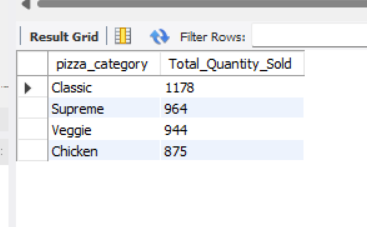 Result Grid Filter Rows:
pizza_category Total_Quantity_Sold
Classic 1178
Supreme 964
Veggie 944
Chicken 875